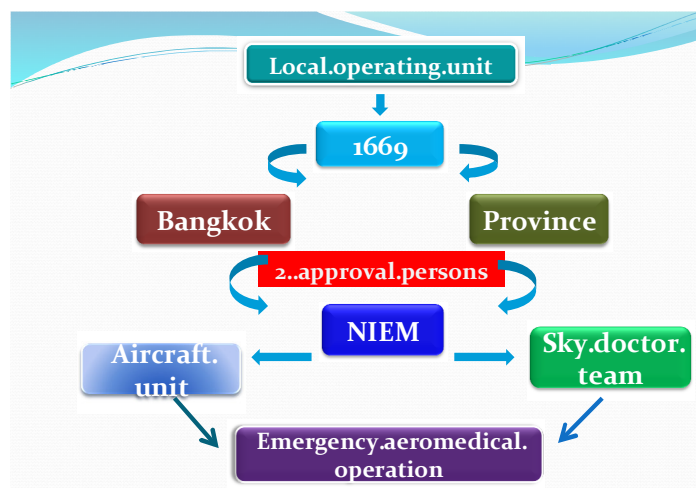 Local.operating.unit
1669
Bangkok
Province
2..approval.persons
NIEM
Aircraft.
unit
Sky.doctor.
team
Emergency.aeromedical.
operation